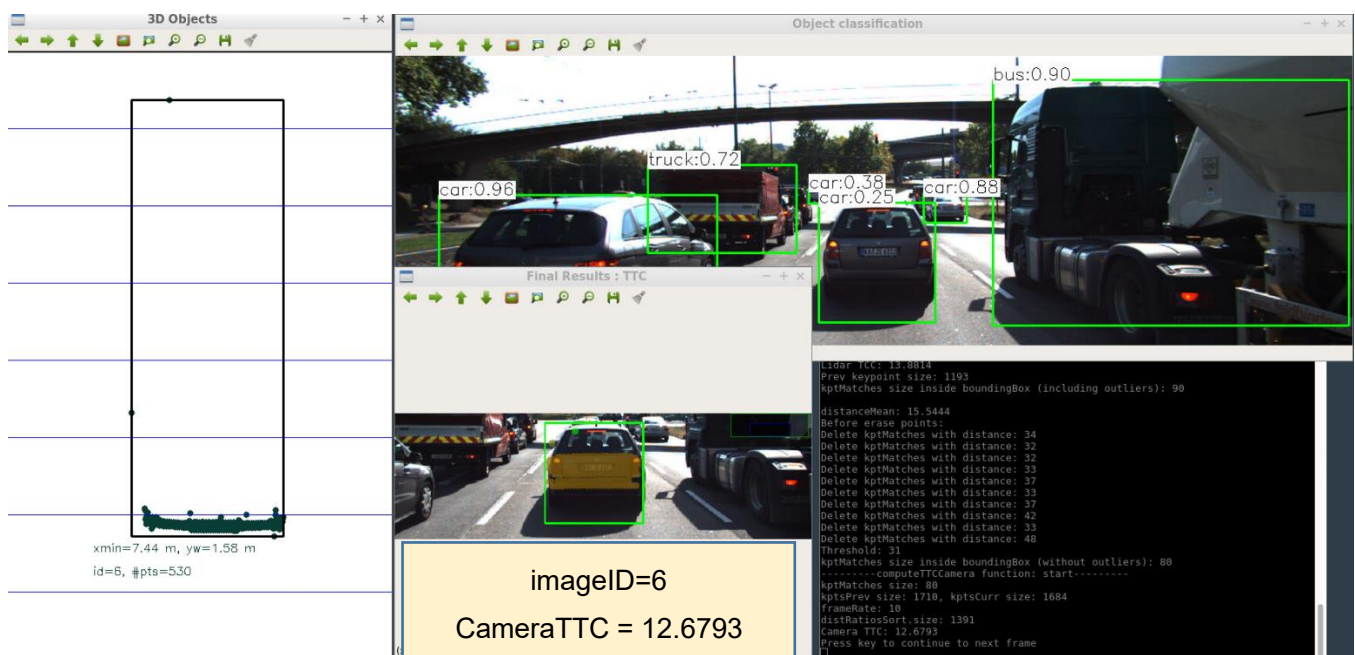 3D Objects
xmin=7.44 m, yw=1.58 m
id=6, #pts=530
Object classification
bus:0.90
truck:0.72
car:0.96
car:0.38
car:0.25
car:0.88
Final Results : TTC
imageID=6
CameraTTC = 12.6793
Lidar TCC: 13.8814
Prev keypoint size: 1193
kptMatches size inside boundingBox (including outliers): 90
distanceMean: 15.5444
Before erase points:
Delete kptMatches with distance: 34
Delete kptMatches with distance: 32
Delete kptMatches with distance: 32
Delete kptMatches with distance: 33
Delete kptMatches with distance: 37
Delete kptMatches with distance: 33
Delete kptMatches with distance: 37
Delete kptMatches with distance: 42
Delete kptMatches with distance: 33
Delete kptMatches with distance: 48
Threshold: 31
kptMatches size inside boundingBox (without outliers): 80
---------computeTTCCamera function: start---------
kptMatches size: 80
kptsPrev size: 1710, kptsCurr size: 1684
frameRate: 10
distRatiosSort.size: 1391
Camera TTC: 12.6793
Press key to continue to next frame